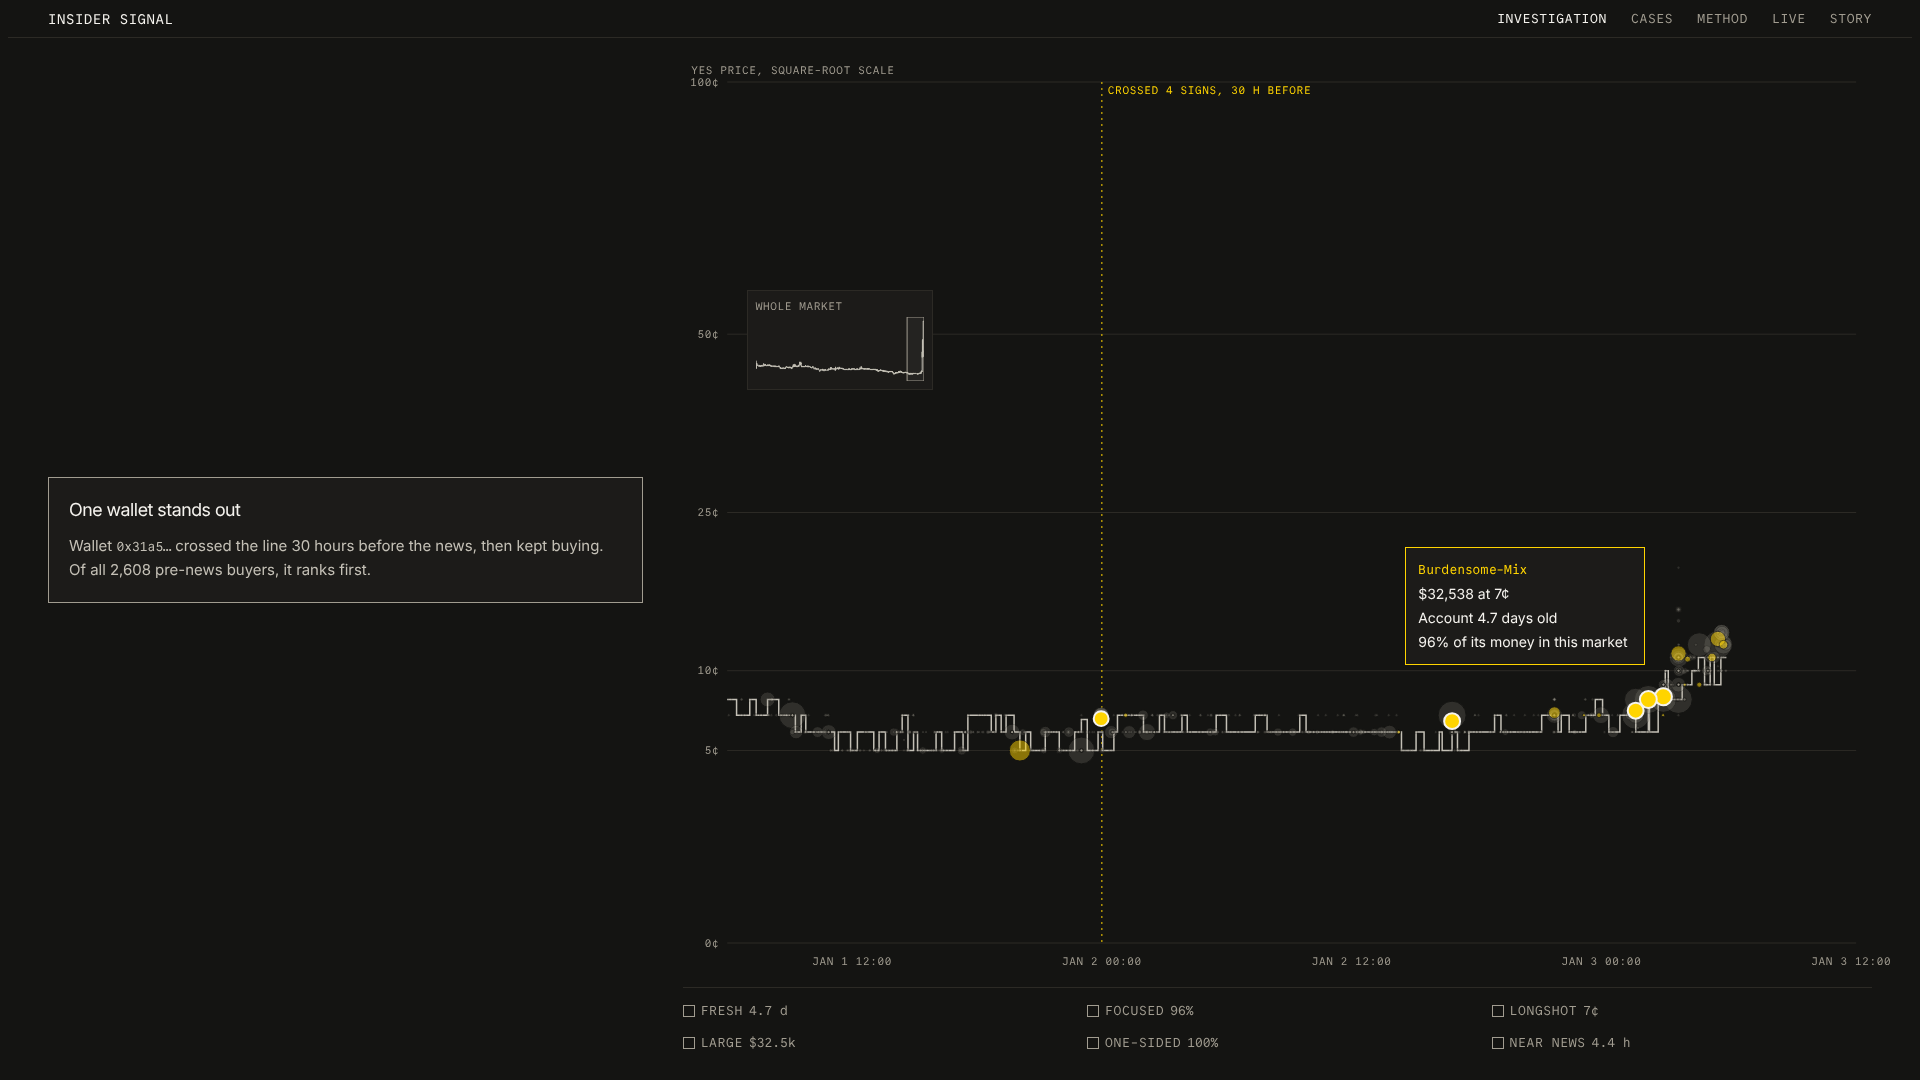 INSIDER SIGNAL
INVESTIGATION CASES METHOD LIVE STORY
YES PRICE, SQUARE-ROOT SCALE
100¢
CROSSED 4 SIGNS, 30 H BEFORE
WHOLE MARKET
50¢
25¢
One wallet stands out
Wallet 0x31a5… crossed the line 30 hours before the news, then kept buying.
Of all 2,608 pre-news buyers, it ranks first.
Burdensome-Mix
$32,538 at 7¢
Account 4.7 days old
96% of its money in this market
10¢
5¢
0¢
JAN 1 12:00 JAN 2 00:00 JAN 2 12:00 JAN 3 00:00 JAN 3 12:00
FRESH 4.7 d FOCUSED 96% LONGSHOT 7¢
LARGE $32.5k ONE-SIDED 100% NEAR NEWS 4.4 h